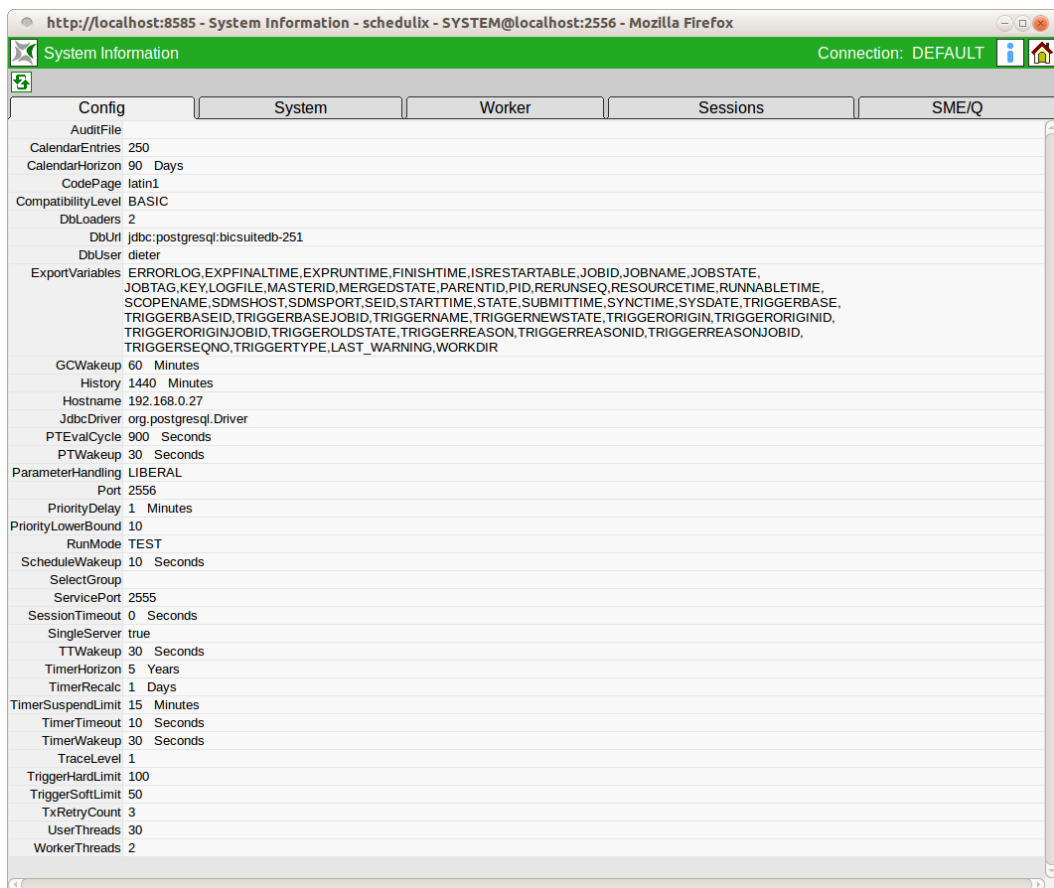 http://localhost:8585 - System Information - schedulix - SYSTEM@localhost:2556 - Mozilla Firefox
System Information Connection: DEFAULT
Config System Worker Sessions SME/Q
AuditFile
CalendarEntries 250
CalendarHorizon 90 Days
CodePage latin1
CompatibilityLevel BASIC
DbLoaders 2
DbUrl jdbc:postgresql:bicsuitedb-251
DbUser dieter
ExportVariables ERRORLOG,EXPFINALTIME,EXPRUNTIME,FINISHTIME,ISRESTARTABLE,JOBID,JOBNAME,JOBSTATE,
JOBTAG,KEY,LOGFILE,MASTERID,MERGEDSTATE,PARENTID,PID,RERUNSEQ,RESOURCETIME,RUNNABLETIME,
SCOPENAME,SDMSHOST,SDMSPORT,SEID,STARTTIME,STATE,SUBMITTIME,SYNCTIME,SYSDATE,TRIGGERBASE,
TRIGGERBASEID,TRIGGERBASEJOBID,TRIGGERNAME,TRIGGERNEWSTATE,TRIGGERORIGIN,TRIGGERORIGINID,
TRIGGERORIGINJOBID,TRIGGEROLDSTATE,TRIGGERREASON,TRIGGERREASONID,TRIGGERREASONJOBID,
TRIGGERSEQNO,TRIGGERTYPE,LAST_WARNING,WORKDIR
GCWakeup 60 Minutes
History 1440 Minutes
Hostname 192.168.0.27
JdbcDriver org.postgresql.Driver
PTEvalCycle 900 Seconds
PTWakeup 30 Seconds
ParameterHandling LIBERAL
Port 2556
PriorityDelay 1 Minutes
PriorityLowerBound 10
RunMode TEST
ScheduleWakeup 10 Seconds
SelectGroup
ServicePort 2555
SessionTimeout 0 Seconds
SingleServer true
TTWakeup 30 Seconds
TimerHorizon 5 Years
TimerRecalc 1 Days
TimerSuspendLimit 15 Minutes
TimerTimeout 10 Seconds
TimerWakeup 30 Seconds
TraceLevel 1
TriggerHardLimit 100
TriggerSoftLimit 50
TxRetryCount 3
UserThreads 30
WorkerThreads 2